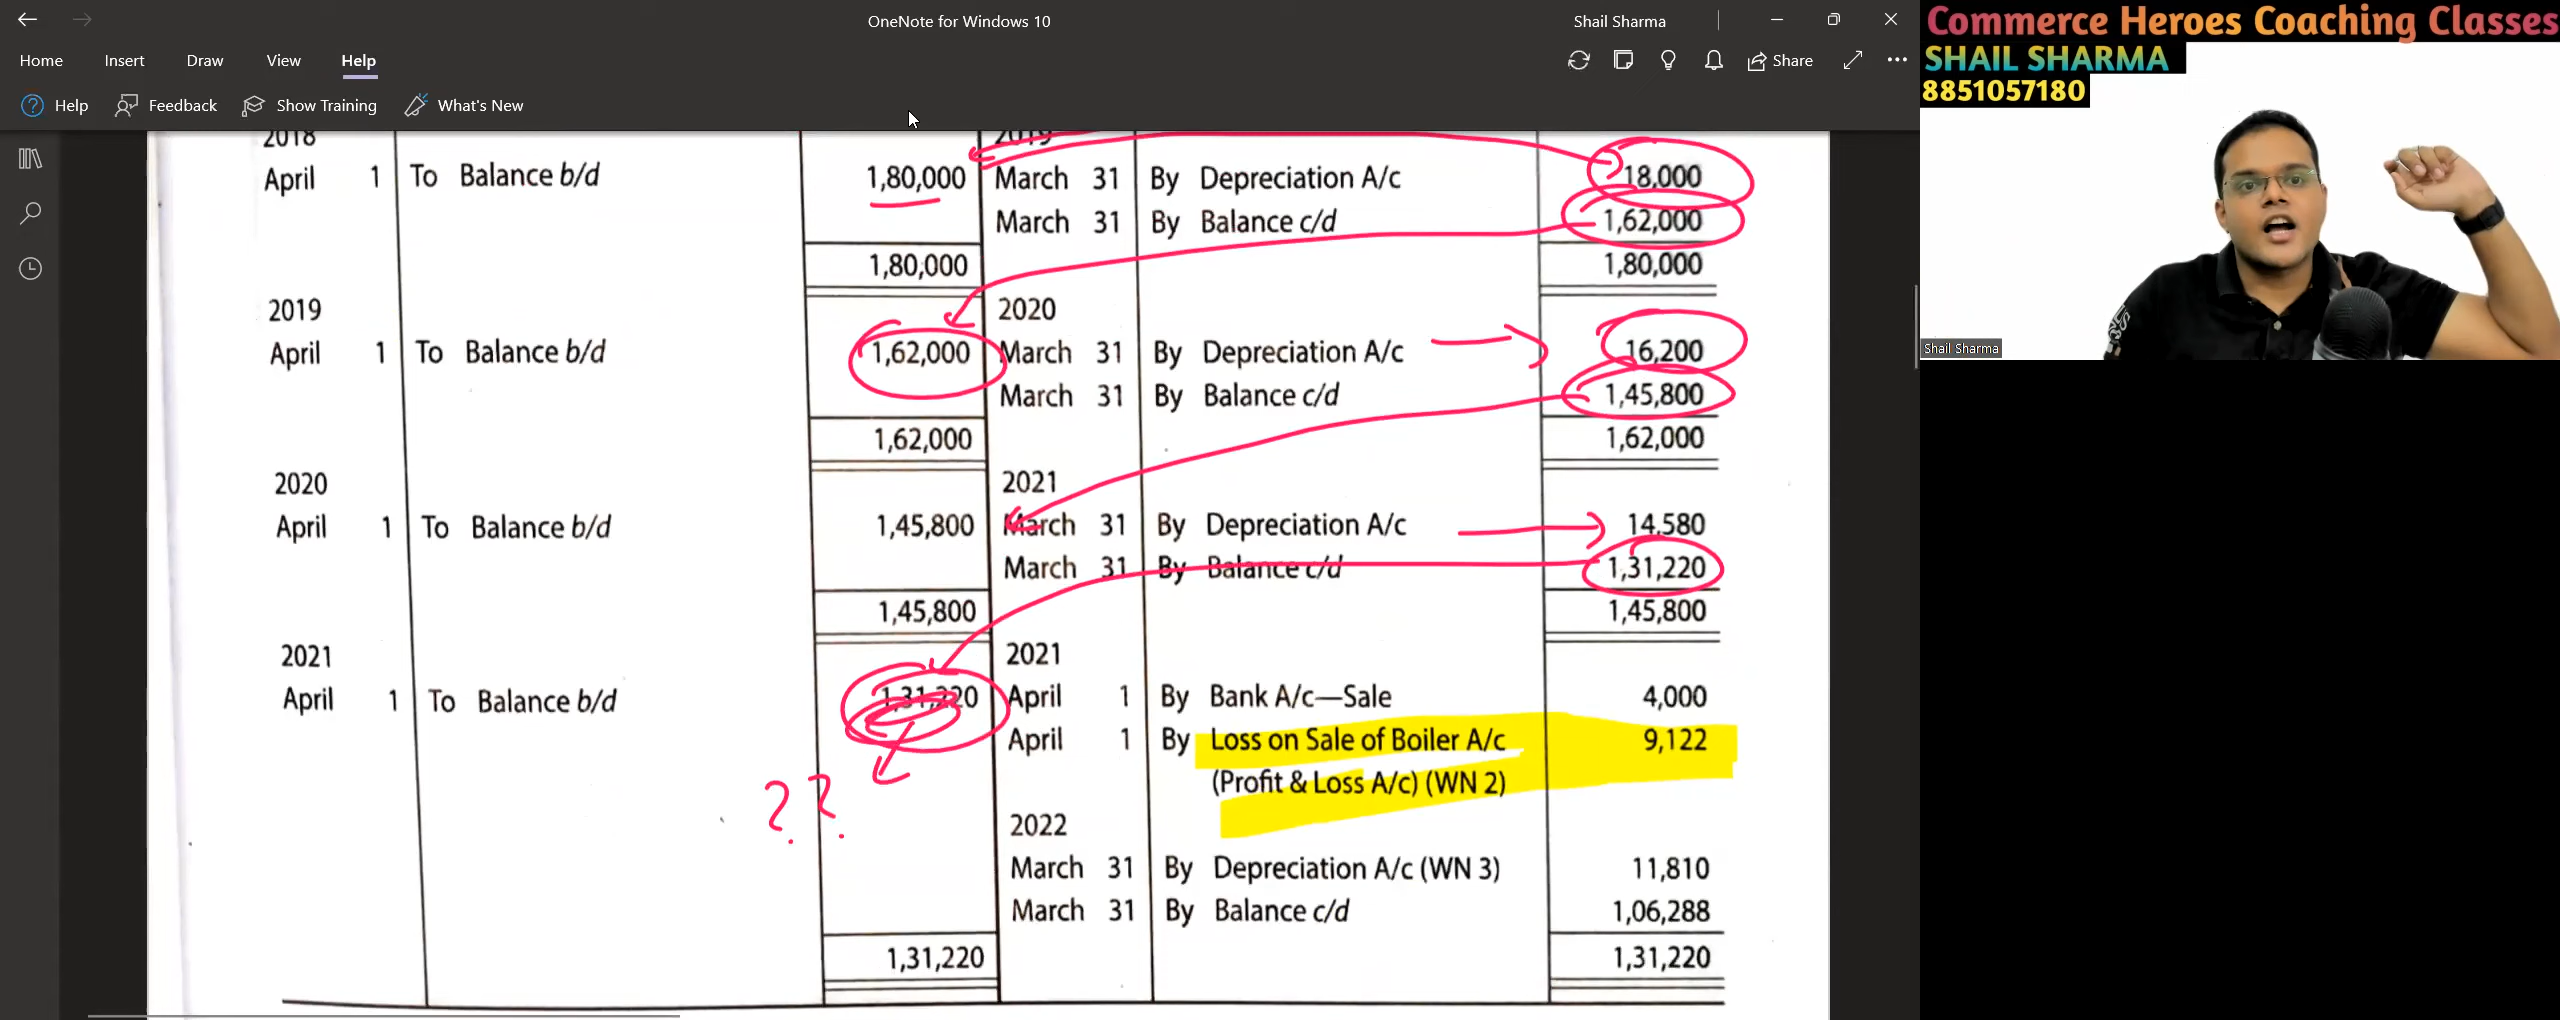 OneNote for Windows 10
Shail Sharma
Home Insert Draw View Help
Share
Help Feedback Show Training What's New
Commerce Heroes Coaching Classes
SHAIL SHARMA
8851057180
Shail Sharma
2018 2019
April 1 To Balance b/d 1,80,000 March 31 By Depreciation A/c 18,000
March 31 By Balance c/d 1,62,000
1,80,000 1,80,000
2019 2020
April 1 To Balance b/d 1,62,000 March 31 By Depreciation A/c 16,200
March 31 By Balance c/d 1,45,800
1,62,000 1,62,000
2020 2021
April 1 To Balance b/d 1,45,800 March 31 By Depreciation A/c 14.580
March 31 By Balance c/d 1,31,220
1,45,800 1,45,800
2021 2021
April 1 To Balance b/d 1,31,220 April 1 By Bank A/c—Sale 4,000
April 1 By Loss on Sale of Boiler A/c 9,122
(Profit & Loss A/c) (WN 2)
??
2022
March 31 By Depreciation A/c (WN 3) 11,810
March 31 By Balance c/d 1,06,288
1,31,220 1,31,220